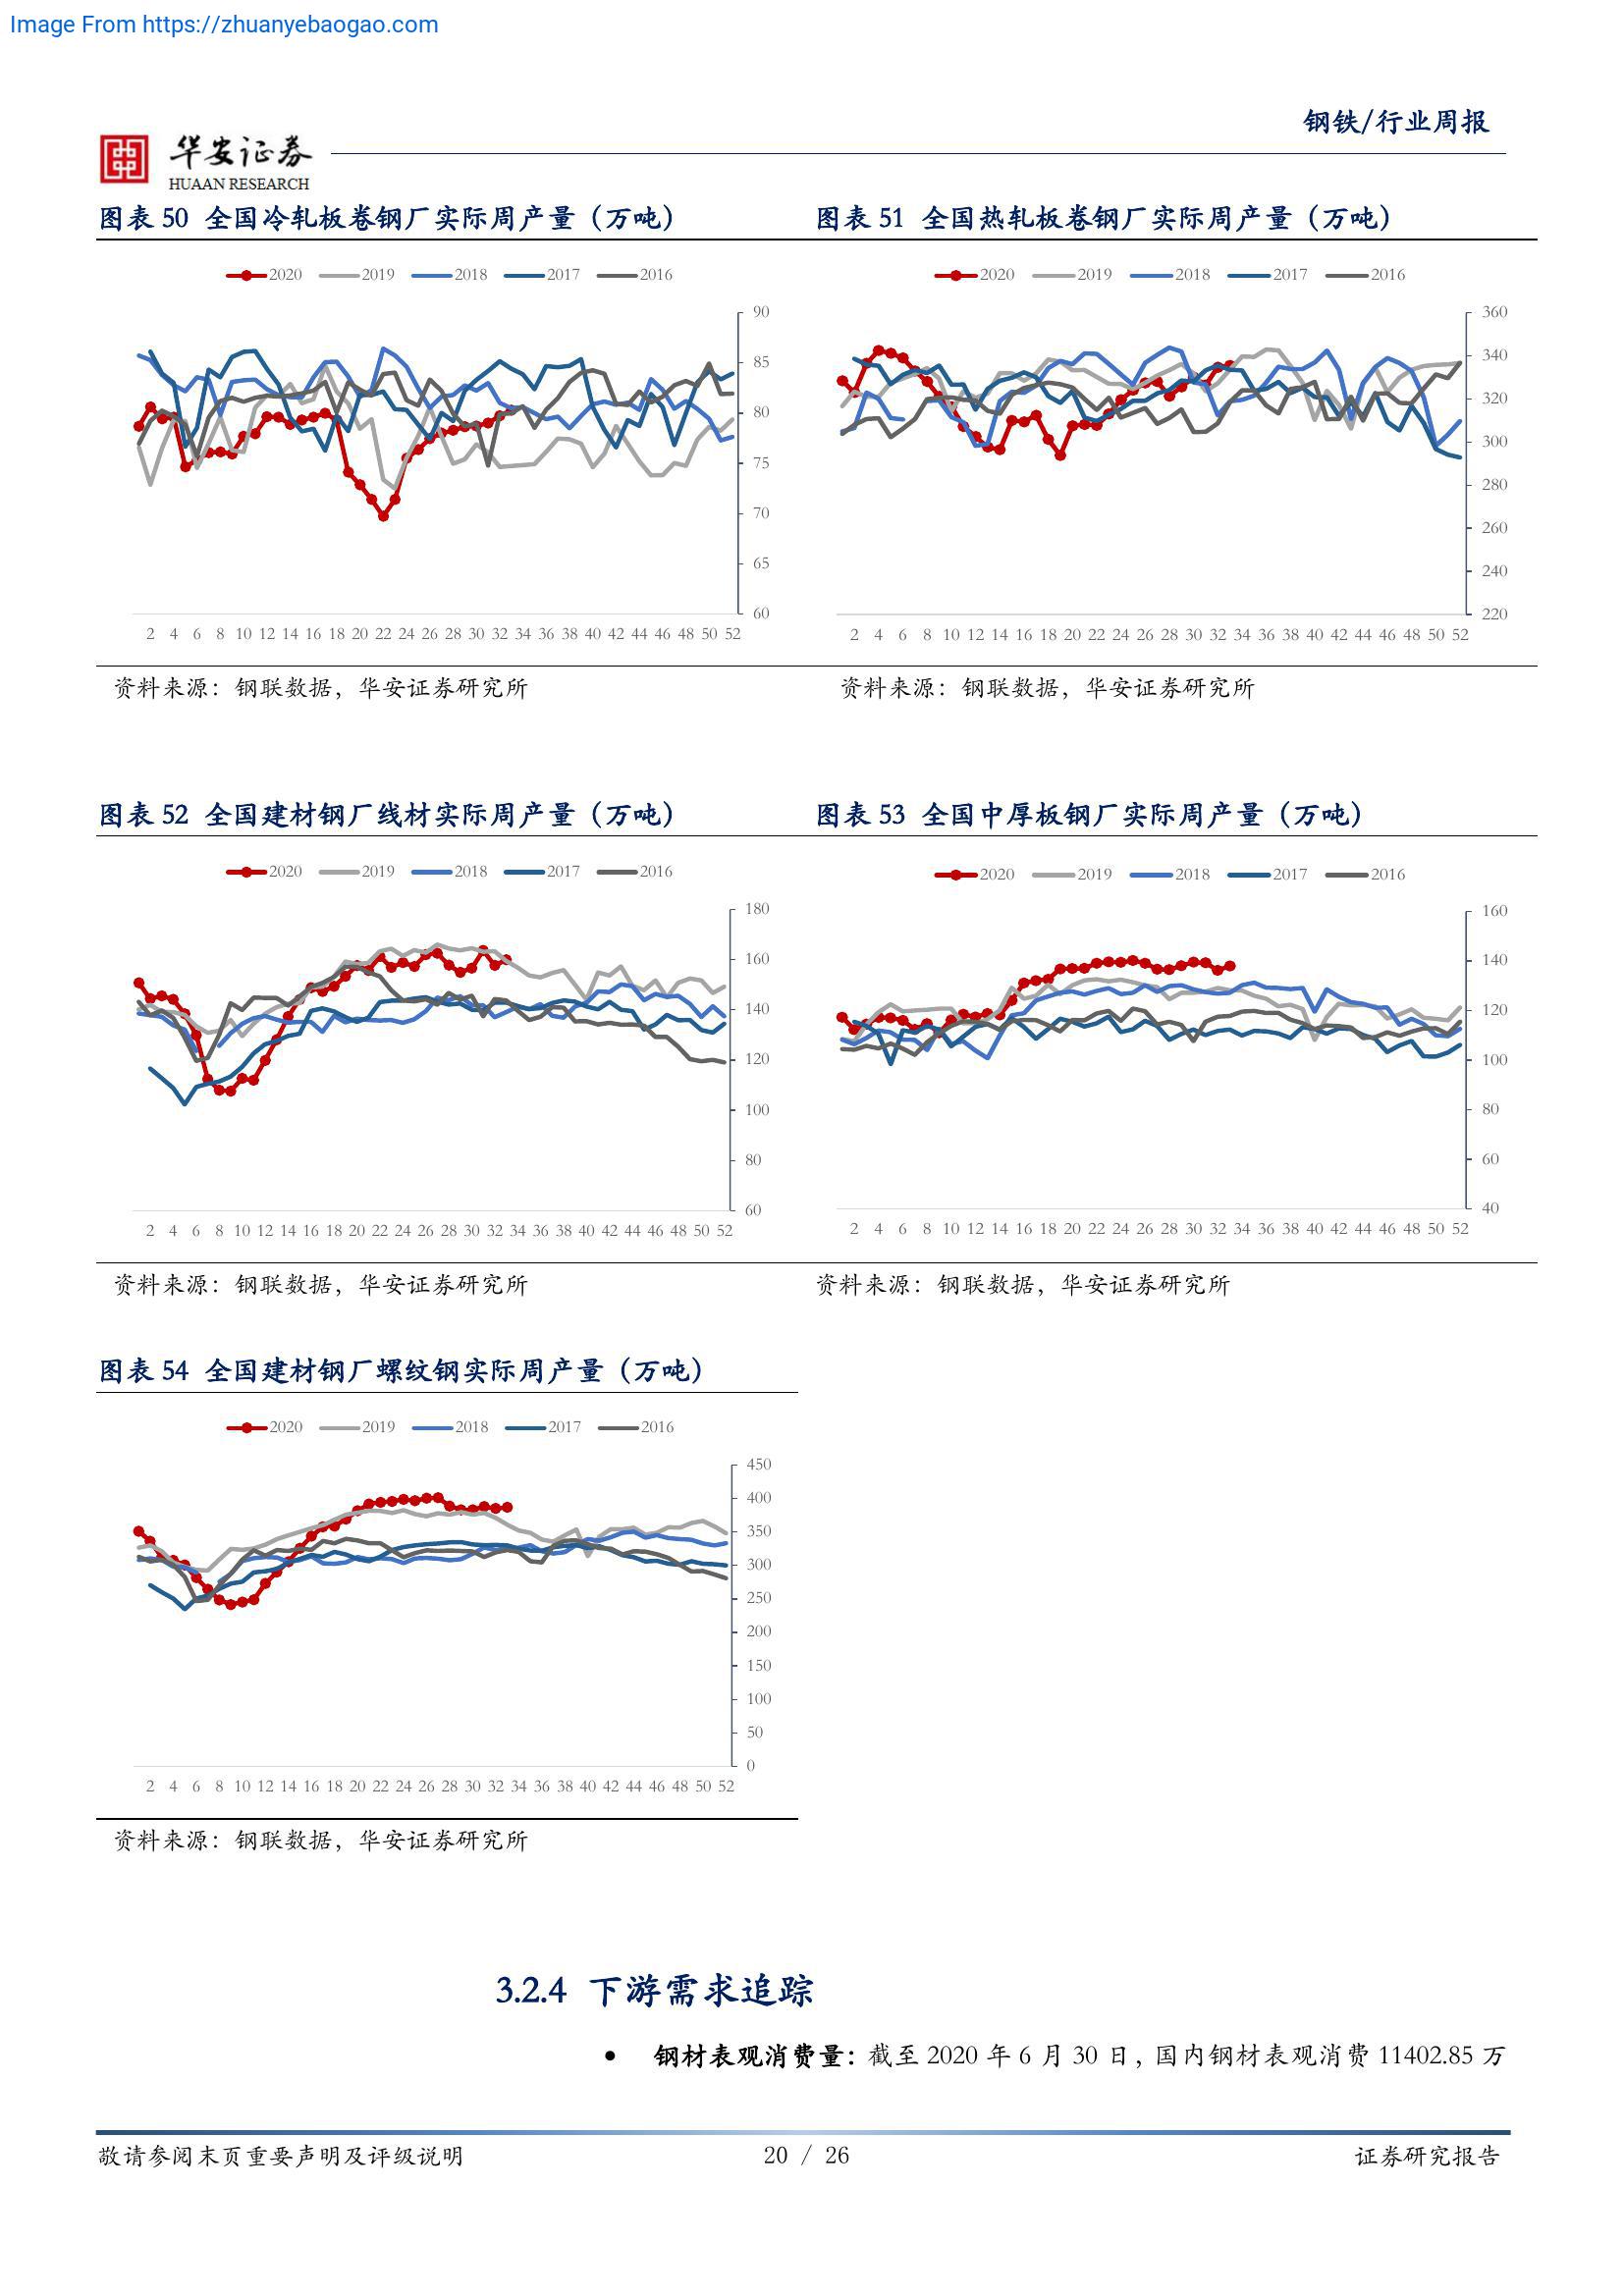 Image From https://zhuanyebaogao.com
钢铁/行业周报
华安证券
HUAAN RESEARCH
图表 50 全国冷轧板卷钢厂实际周产量（万吨）
图表 51 全国热轧板卷钢厂实际周产量（万吨）
2020 2019 2018 2017 2016
90
85
80
75
70
65
60
2 4 6 8 10 12 14 16 18 20 22 24 26 28 30 32 34 36 38 40 42 44 46 48 50 52
2020 2019 2018 2017 2016
360
340
320
300
280
260
240
220
2 4 6 8 10 12 14 16 18 20 22 24 26 28 30 32 34 36 38 40 42 44 46 48 50 52
资料来源：钢联数据，华安证券研究所
资料来源：钢联数据，华安证券研究所
图表 52 全国建材钢厂线材实际周产量（万吨）
图表 53 全国中厚板钢厂实际周产量（万吨）
2020 2019 2018 2017 2016
180
160
140
120
100
80
60
2 4 6 8 10 12 14 16 18 20 22 24 26 28 30 32 34 36 38 40 42 44 46 48 50 52
2020 2019 2018 2017 2016
160
140
120
100
80
60
40
2 4 6 8 10 12 14 16 18 20 22 24 26 28 30 32 34 36 38 40 42 44 46 48 50 52
资料来源：钢联数据，华安证券研究所
资料来源：钢联数据，华安证券研究所
图表 54 全国建材钢厂螺纹钢实际周产量（万吨）
2020 2019 2018 2017 2016
450
400
350
300
250
200
150
100
50
0
2 4 6 8 10 12 14 16 18 20 22 24 26 28 30 32 34 36 38 40 42 44 46 48 50 52
资料来源：钢联数据，华安证券研究所
3.2.4 下游需求追踪
• 钢材表观消费量：截至 2020 年 6 月 30 日，国内钢材表观消费 11402.85 万
敬请参阅末页重要声明及评级说明
20 / 26
证券研究报告